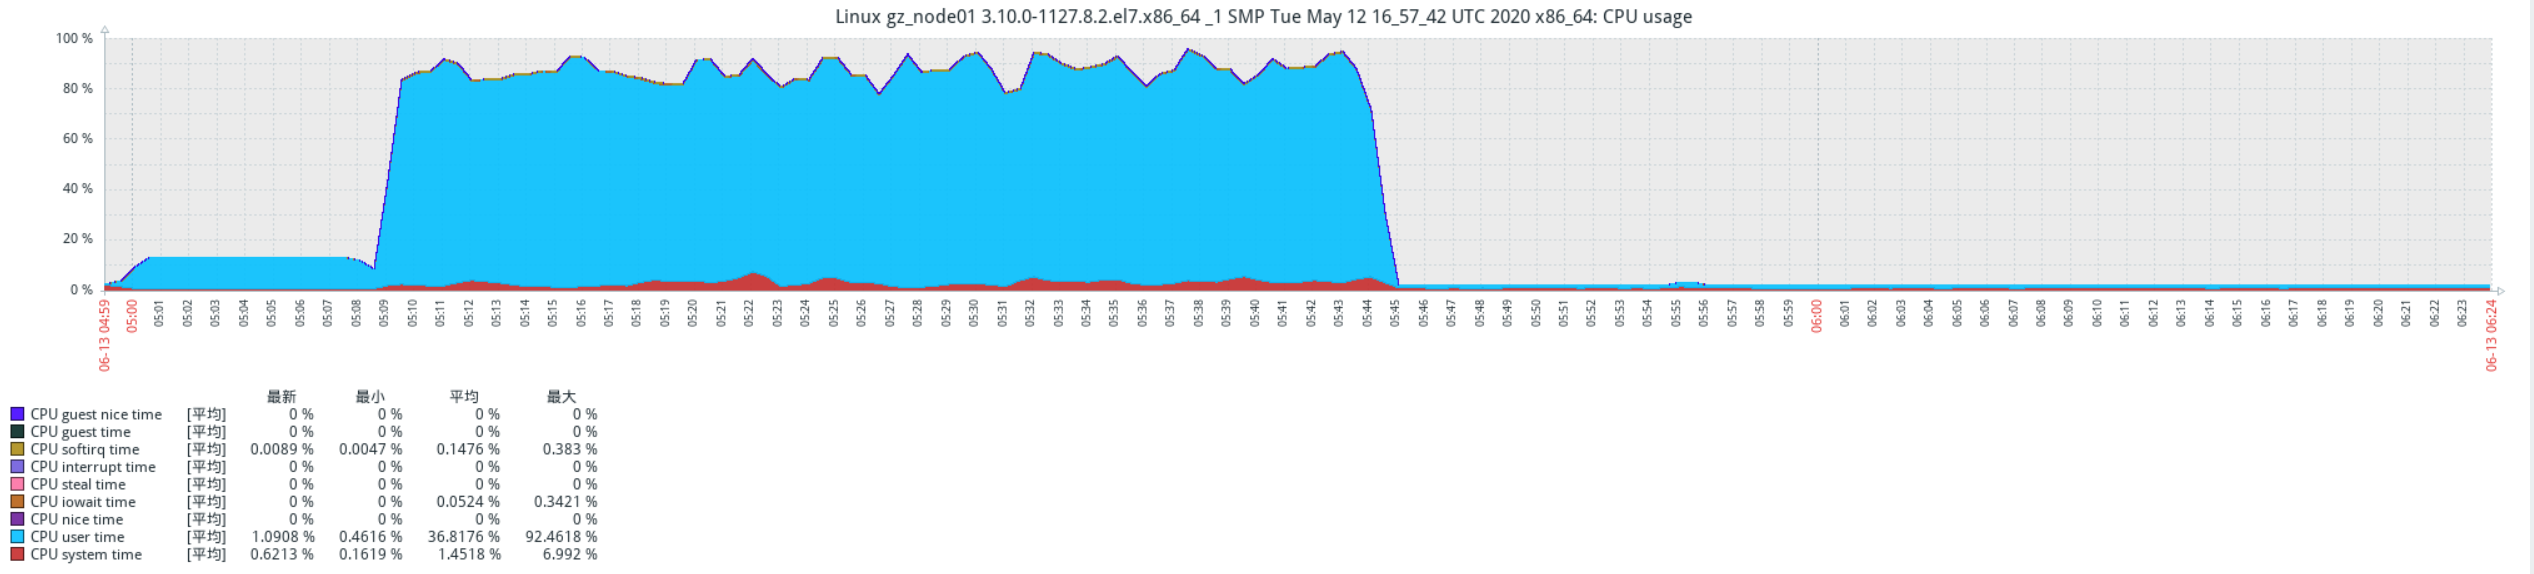 Linux gz_node01 3.10.0-1127.8.2.el7.x86_64 _1 SMP Tue May 12 16_57_42 UTC 2020 x86_64: CPU usage
100 %
80 %
60 %
40 %
20 %
0 %
06-13 04:59 05:00 05:01 05:02 05:03 05:04 05:05 05:06 05:07 05:08 05:09 05:10 05:11 05:12 05:13 05:14 05:15 05:16 05:17 05:18 05:19 05:20 05:21 05:22 05:23 05:24 05:25 05:26 05:27 05:28 05:29 05:30 05:31 05:32 05:33 05:34 05:35 05:36 05:37 05:38 05:39 05:40 05:41 05:42 05:43 05:44 05:45 05:46 05:47 05:48 05:49 05:50 05:51 05:52 05:53 05:54 05:55 05:56 05:57 05:58 05:59 06:00 06:01 06:02 06:03 06:04 06:05 06:06 06:07 06:08 06:09 06:10 06:11 06:12 06:13 06:14 06:15 06:16 06:17 06:18 06:19 06:20 06:21 06:22 06:23 06-13 06:24
最新 最小 平均 最大
CPU guest nice time [平均] 0 % 0 % 0 % 0 %
CPU guest time [平均] 0 % 0 % 0 % 0 %
CPU softirq time [平均] 0.0089 % 0.0047 % 0.1476 % 0.383 %
CPU interrupt time [平均] 0 % 0 % 0 % 0 %
CPU steal time [平均] 0 % 0 % 0 % 0 %
CPU iowait time [平均] 0 % 0 % 0.0524 % 0.3421 %
CPU nice time [平均] 0 % 0 % 0 % 0 %
CPU user time [平均] 1.0908 % 0.4616 % 36.8176 % 92.4618 %
CPU system time [平均] 0.6213 % 0.1619 % 1.4518 % 6.992 %